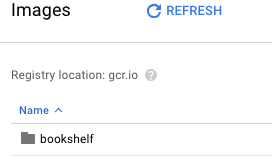 Images REFRESH
Registry location: gcr.io ?
Name
bookshelf